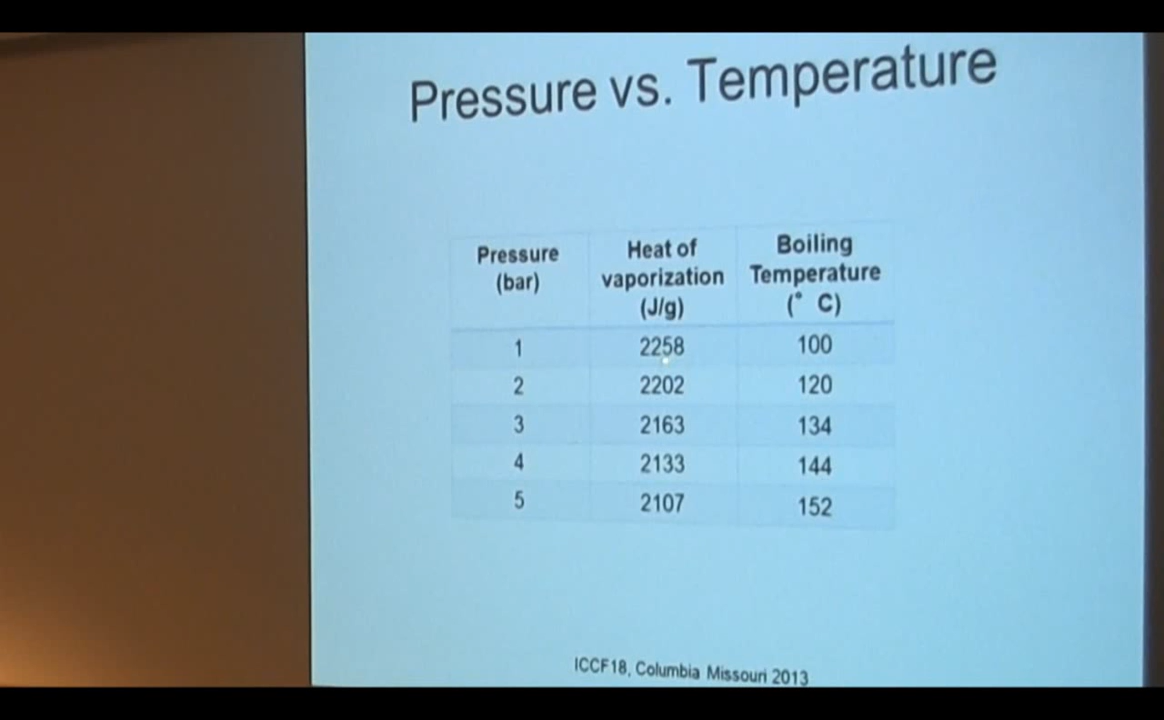 Pressure vs. Temperature
Pressure (bar) Heat of vaporization (J/g) Boiling Temperature (° C)
1 2258 100
2 2202 120
3 2163 134
4 2133 144
5 2107 152
ICCF18, Columbia Missouri 2013